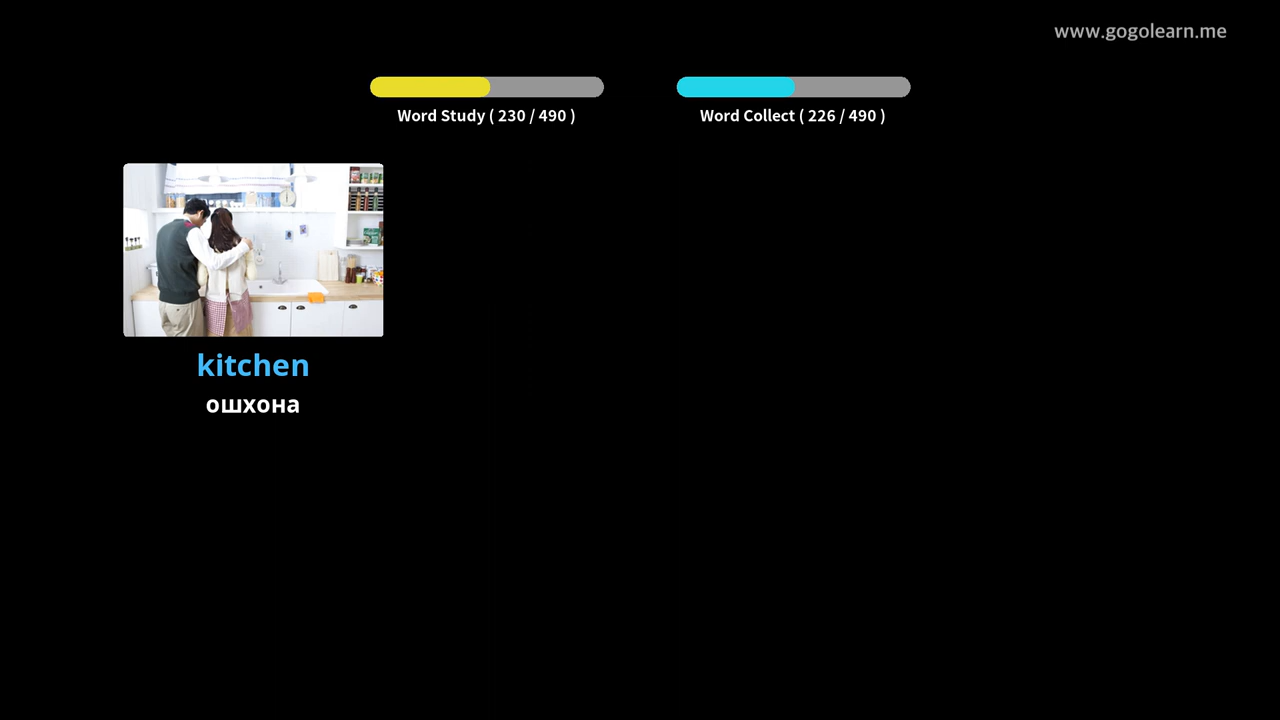 www.gogolearn.me
Word Study ( 230 / 490 )
Word Collect ( 226 / 490 )
kitchen
ошхона